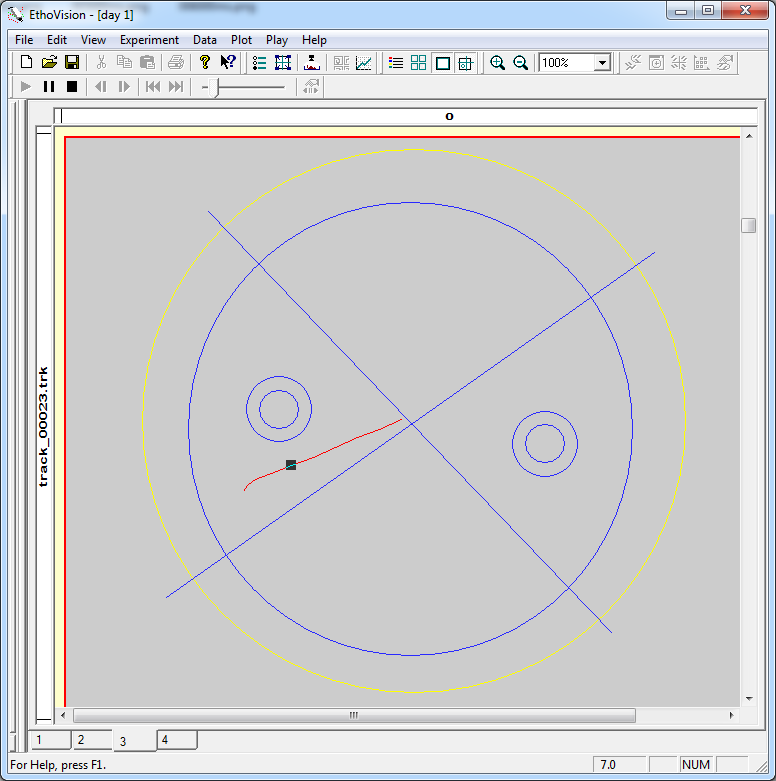 EthoVision - [day 1]
File Edit View Experiment Data Plot Play Help
100%
o
track_00023.trk
1 2 3 4
For Help, press F1. 7.0 NUM